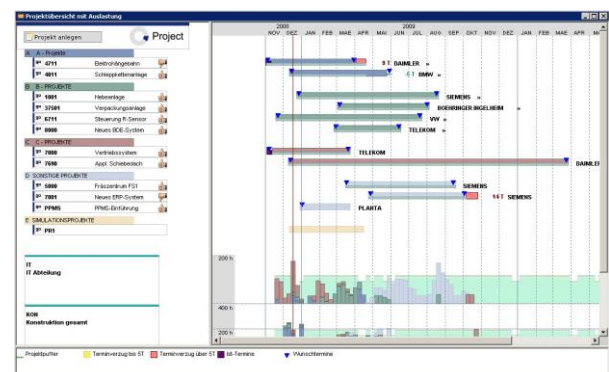 Projektübersicht mit Auslastung
Projekt anlegen
Project
2008 2009
NOV DEZ JAN FEB MAE APR MAI JUN JUL AUG SEP OKT NOV DEZ JAN FEB MAE APR MAI
A A - Projekte
4711 Elektrohängebahn
4811 Schleppkettenanlage
B B - PROJEKTE
1001 Hebeanlage
37501 Verpackungsanlage
6711 Steuerung R-Sensor
8000 Neues BDE-System
C C - PROJEKTE
7000 Vertriebssystem
7600 Appl. Schiebedach
D SONSTIGE PROJEKTE
5000 Fräszentrum FS1
7001 Neues ERP-System
PPMS PPMS-Einführung
E SIMULATIONSPROJEKTE
PR1
9 T DAIMLER »
-6 T BMW »
SIEMENS »
BOEHRINGER INGELHEIM »
VW »
TELEKOM »
TELEKOM
DAIMLER
SIEMENS
14 T SIEMENS
PLANTA
IT
IT Abteilung
200 h
KON
Konstruktion gesamt
400 h
200 h
Projektpuffer Terminverzug bis ST Terminverzug über ST Ist-Termine Wunschtermine